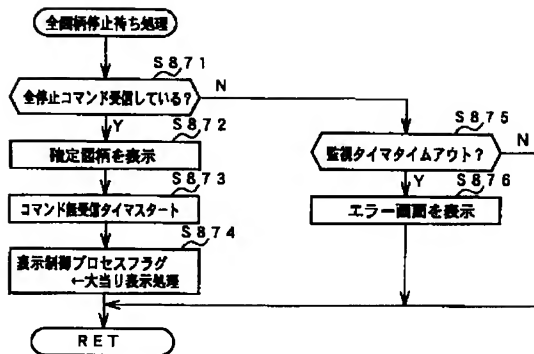 全図柄停止待ち処理
S871
全停止コマンド受信している?
N
Y
S872
確定図柄を表示
S873
コマンド無受信タイマスタート
S874
表示制御プロセスフラグ
←大当り表示処理
RET
S875
監視タイマタイムアウト?
N
Y
S876
エラー画面を表示